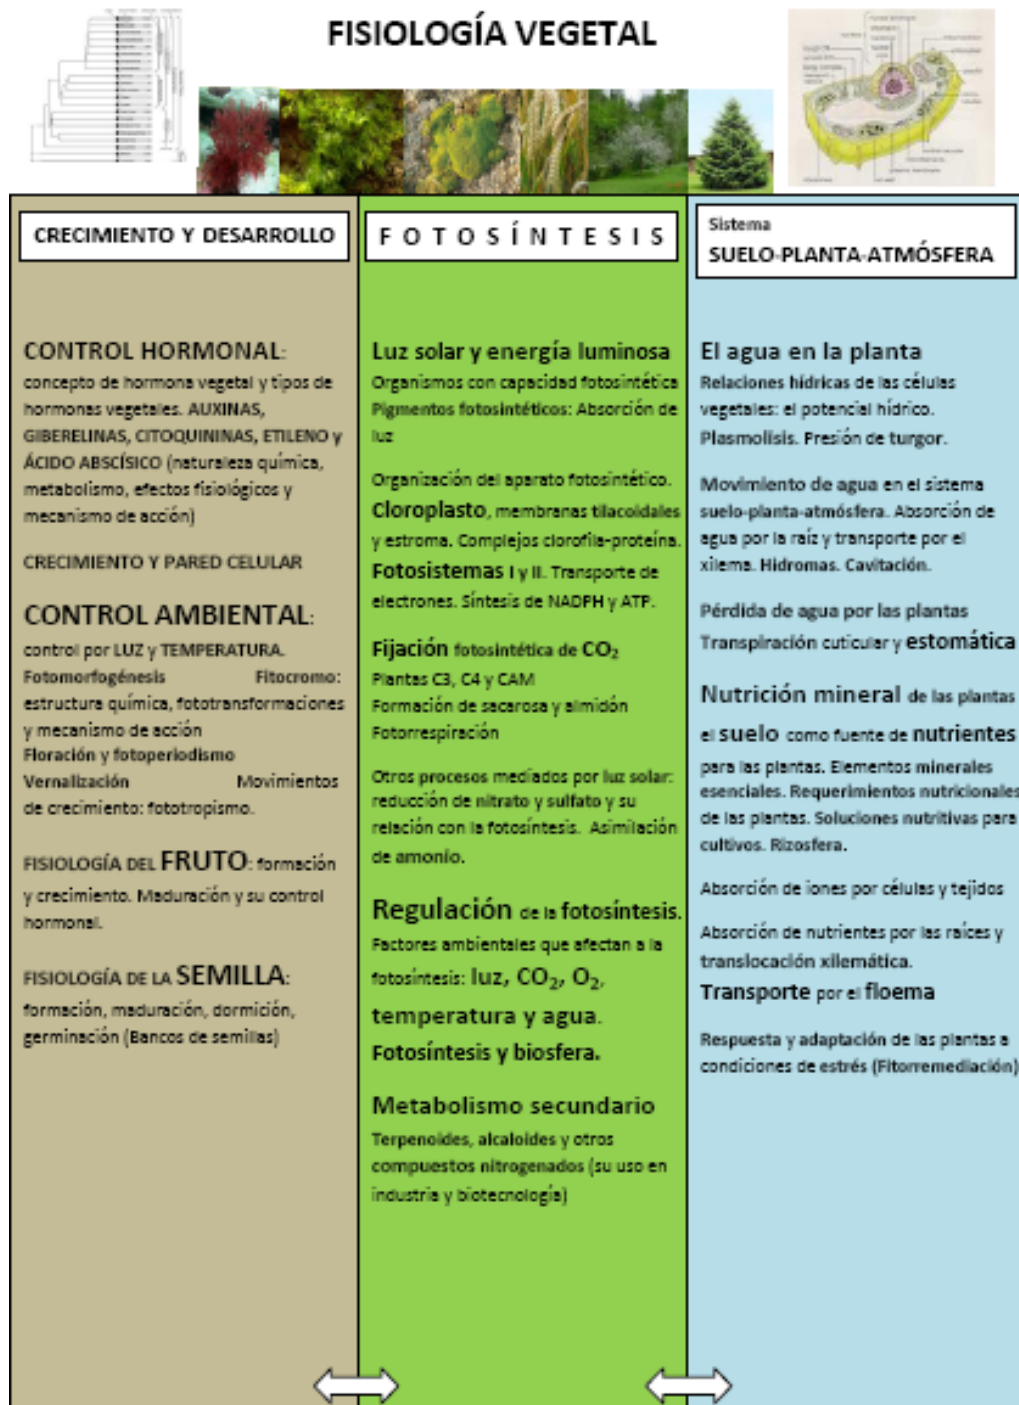 FISIOLOGÍA VEGETAL
CRECIMIENTO Y DESARROLLO
CONTROL HORMONAL:
concepto de hormona vegetal y tipos de
hormonas vegetales. AUXINAS,
GIBERELINAS, CITOQUININAS, ETILENO y
ÁCIDO ABSCÍSICO (naturaleza química,
metabolismo, efectos fisiológicos y
mecanismo de acción)
CRECIMIENTO Y PARED CELULAR
CONTROL AMBIENTAL:
control por LUZ y TEMPERATURA.
Fotomorfogénesis Fitocromo:
estructura química, fototransformaciones
y mecanismo de acción
Floración y fotoperiodismo
Vernalización Movimientos
de crecimiento: fototropismo.
FISIOLOGÍA DEL FRUTO: formación
y crecimiento. Maduración y su control
hormonal.
FISIOLOGÍA DE LA SEMILLA:
formación, maduración, dormición,
germinación (Bancos de semillas)
FOTOSÍNTESIS
Luz solar y energía luminosa
Organismos con capacidad fotosintética
Pigmentos fotosintéticos: Absorción de
luz
Organización del aparato fotosintético.
Cloroplasto, membranas tilacoidales
y estroma. Complejos clorofila-proteína.
Fotosistemas I y II. Transporte de
electrones. Síntesis de NADPH y ATP.
Fijación fotosintética de CO₂
Plantas C3, C4 y CAM
Formación de sacarosa y almidón
Fotorrespiración
Otros procesos mediados por luz solar:
reducción de nitrato y sulfato y su
relación con la fotosíntesis. Asimilación
de amonio.
Regulación de la fotosíntesis.
Factores ambientales que afectan a la
fotosíntesis: luz, CO₂, O₂,
temperatura y agua.
Fotosíntesis y biosfera.
Metabolismo secundario
Terpenoides, alcaloides y otros
compuestos nitrogenados (su uso en
industria y biotecnología)
Sistema
SUELO-PLANTA-ATMÓSFERA
El agua en la planta
Relaciones hídricas de las células
vegetales: el potencial hídrico.
Plasmolisis. Presión de turgor.
Movimiento de agua en el sistema
suelo-planta-atmósfera. Absorción de
agua por la raíz y transporte por el
xilema. Hidromas. Cavitación.
Pérdida de agua por las plantas
Transpiración cuticular y estomática
Nutrición mineral de las plantas
el suelo como fuente de nutrientes
para las plantas. Elementos minerales
esenciales. Requerimientos nutricionales
de las plantas. Soluciones nutritivas para
cultivos. Rizosfera.
Absorción de iones por células y tejidos
Absorción de nutrientes por las raíces y
translocación xilemática.
Transporte por el floema
Respuesta y adaptación de las plantas a
condiciones de estrés (Fitorremediación)